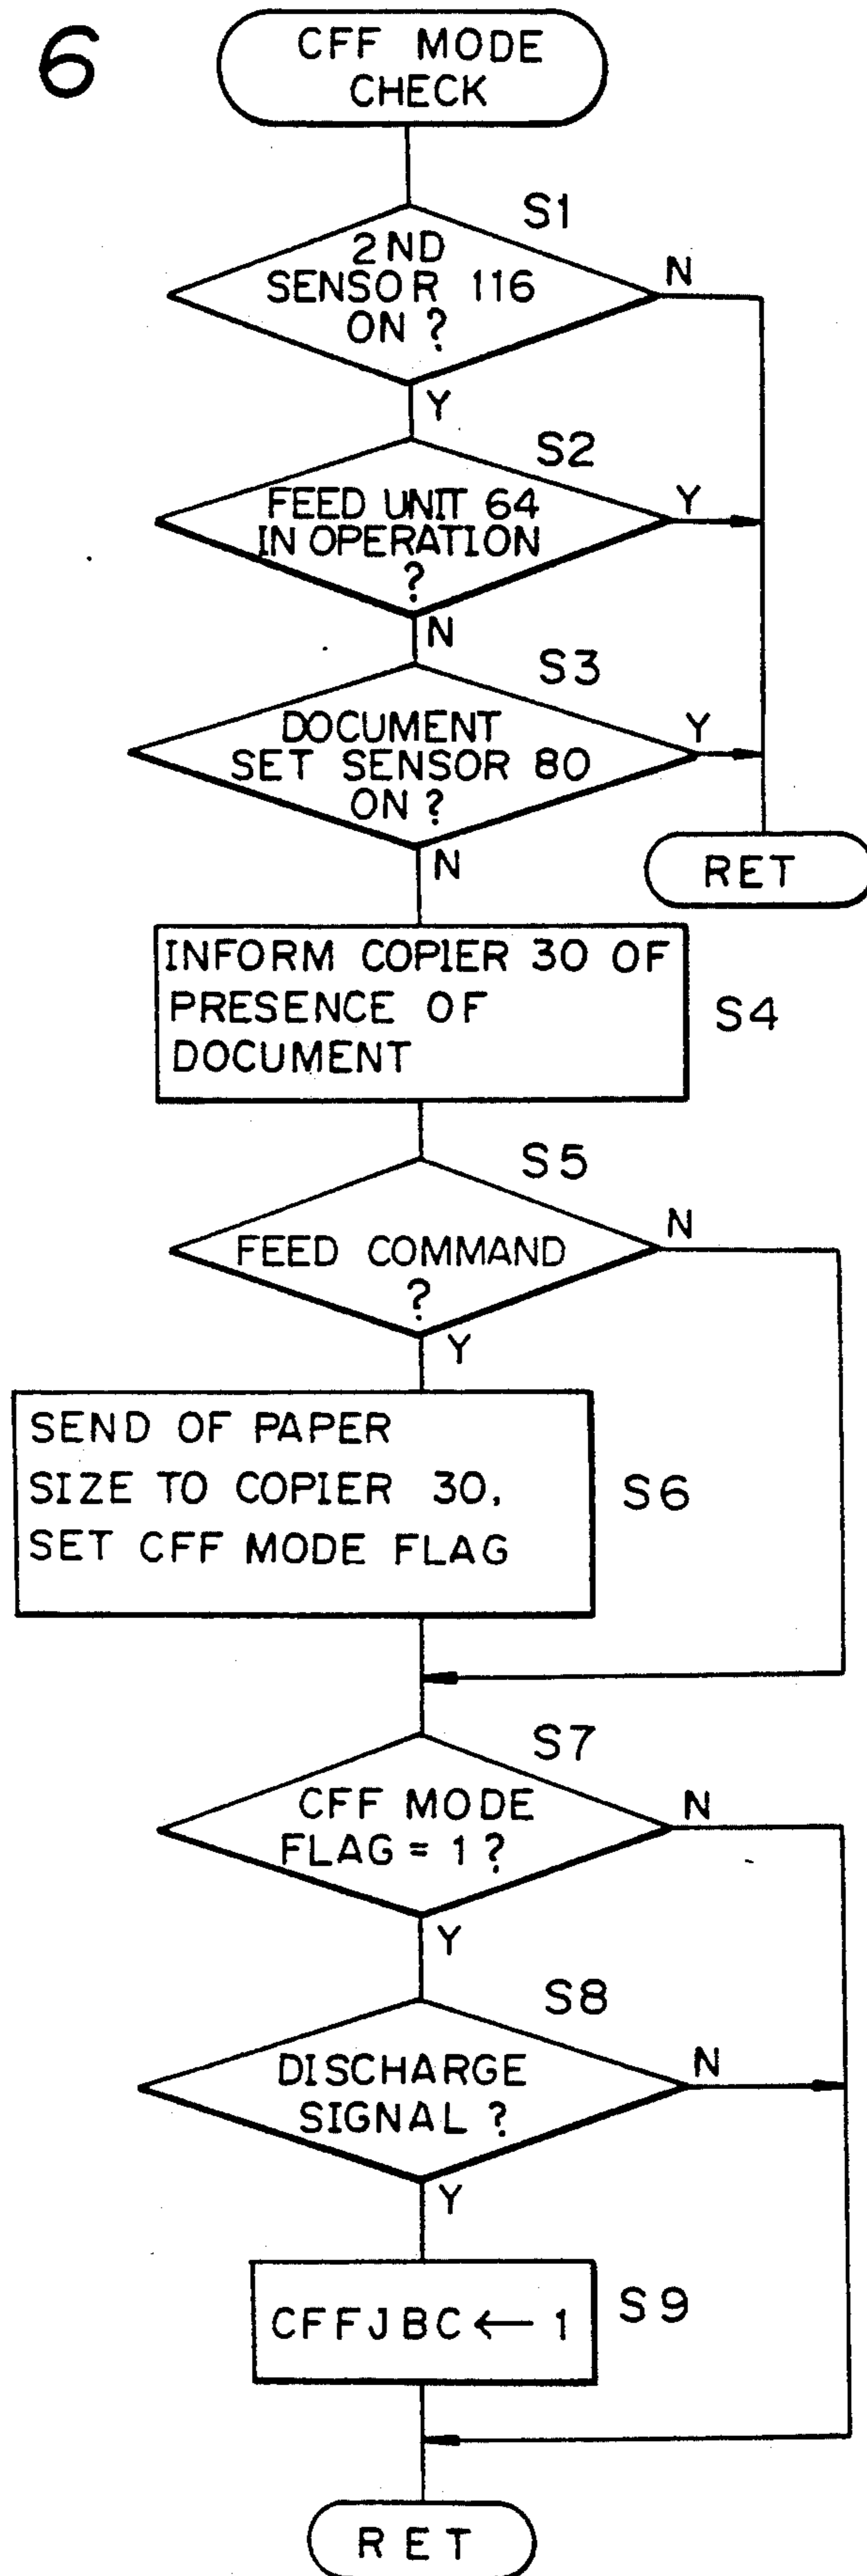 6
CFF MODE
CHECK
S1
2ND
SENSOR 116
ON ?
N
Y
S2
FEED UNIT 64
IN OPERATION
?
Y
N
S3
DOCUMENT
SET SENSOR 80
ON ?
Y
N
RET
INFORM COPIER 30 OF
PRESENCE OF
DOCUMENT
S4
S5
FEED COMMAND
?
N
Y
SEND OF PAPER
SIZE TO COPIER 30,
SET CFF MODE FLAG
S6
S7
CFF MODE
FLAG = 1 ?
N
Y
S8
DISCHARGE
SIGNAL ?
N
Y
CFFJBC ← 1
S9
RET